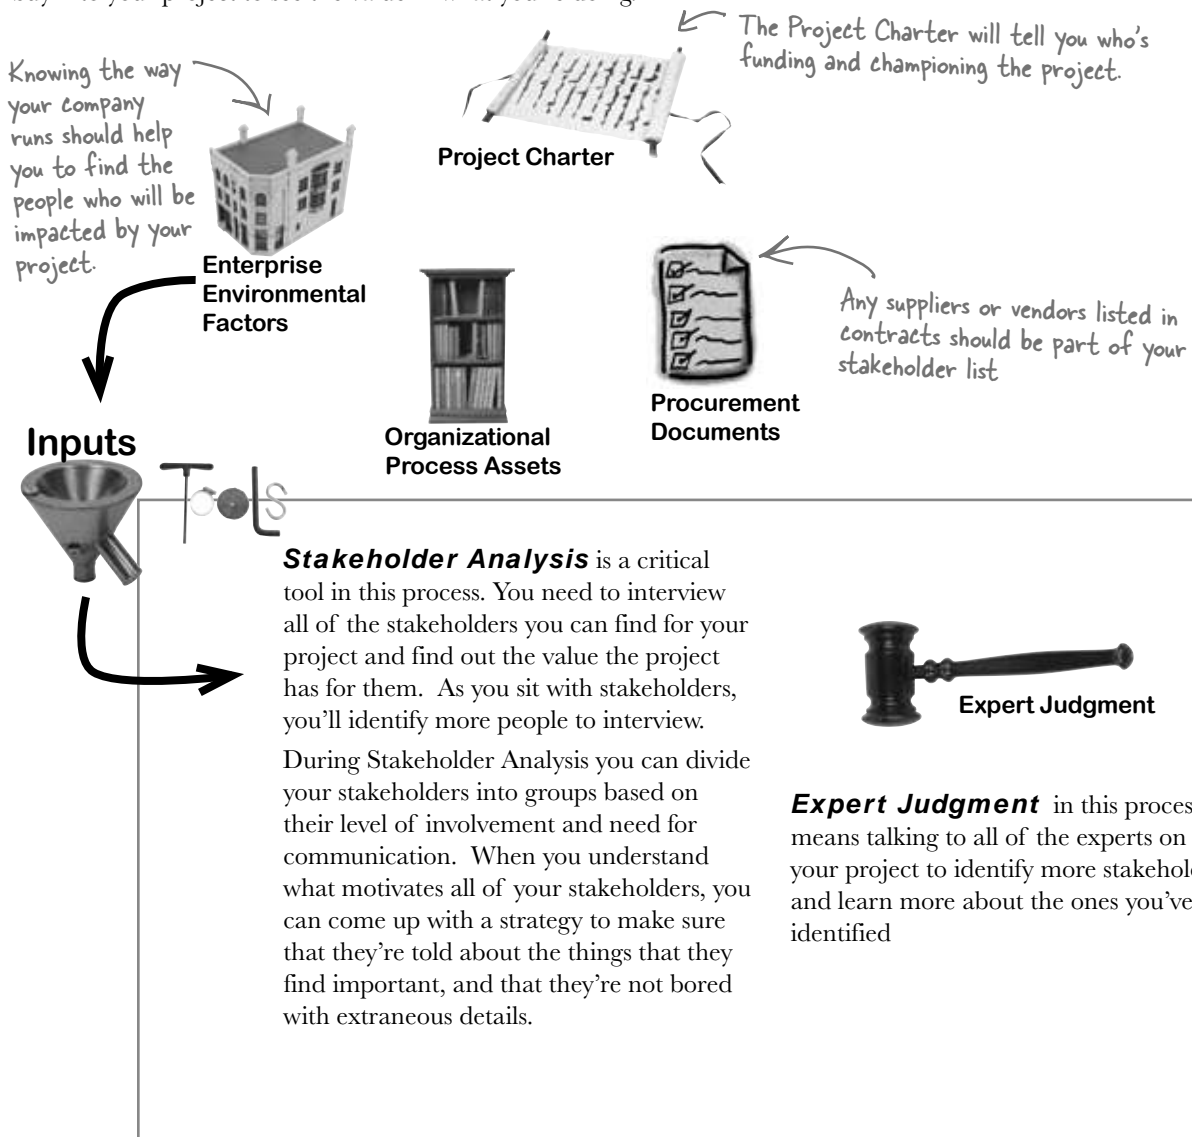 The Project Charter will tell you who's
funding and championing the project.
Knowing the way
your company
runs should help
you to find the
people who will be
impacted by your
project.
Project Charter
Enterprise
Environmental
Factors
Any suppliers or vendors listed in
contracts should be part of your
stakeholder list
Organizational
Process Assets
Procurement
Documents
Inputs
Tools
Stakeholder Analysis is a critical
tool in this process. You need to interview
all of the stakeholders you can find for your
project and find out the value the project
has for them. As you sit with stakeholders,
you'll identify more people to interview.
During Stakeholder Analysis you can divide
your stakeholders into groups based on
their level of involvement and need for
communication. When you understand
what motivates all of your stakeholders, you
can come up with a strategy to make sure
that they're told about the things that they
find important, and that they're not bored
with extraneous details.
Expert Judgment
Expert Judgment in this
means talking to all of the experts on
your project to identify more
and learn more about the ones you've
identified